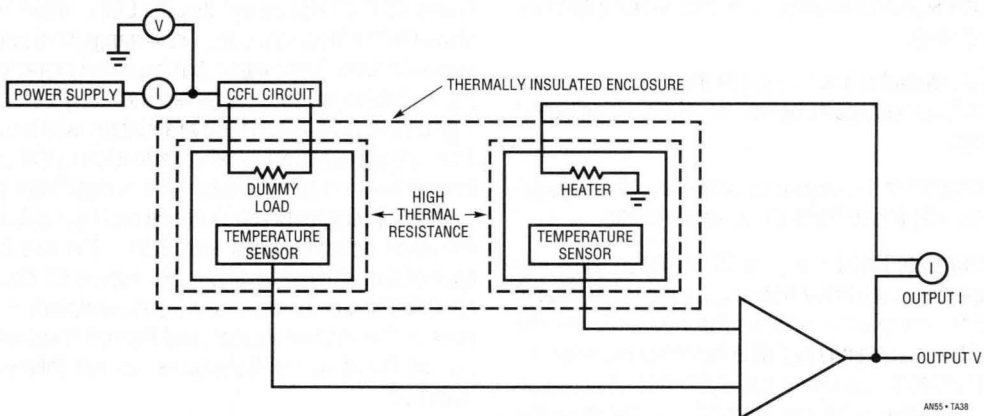 V
POWER SUPPLY
I
CCFL CIRCUIT
THERMALLY INSULATED ENCLOSURE
DUMMY
LOAD
HIGH
THERMAL
RESISTANCE
HEATER
TEMPERATURE
SENSOR
TEMPERATURE
SENSOR
I
OUTPUT I
OUTPUT V
AN55 • TA38